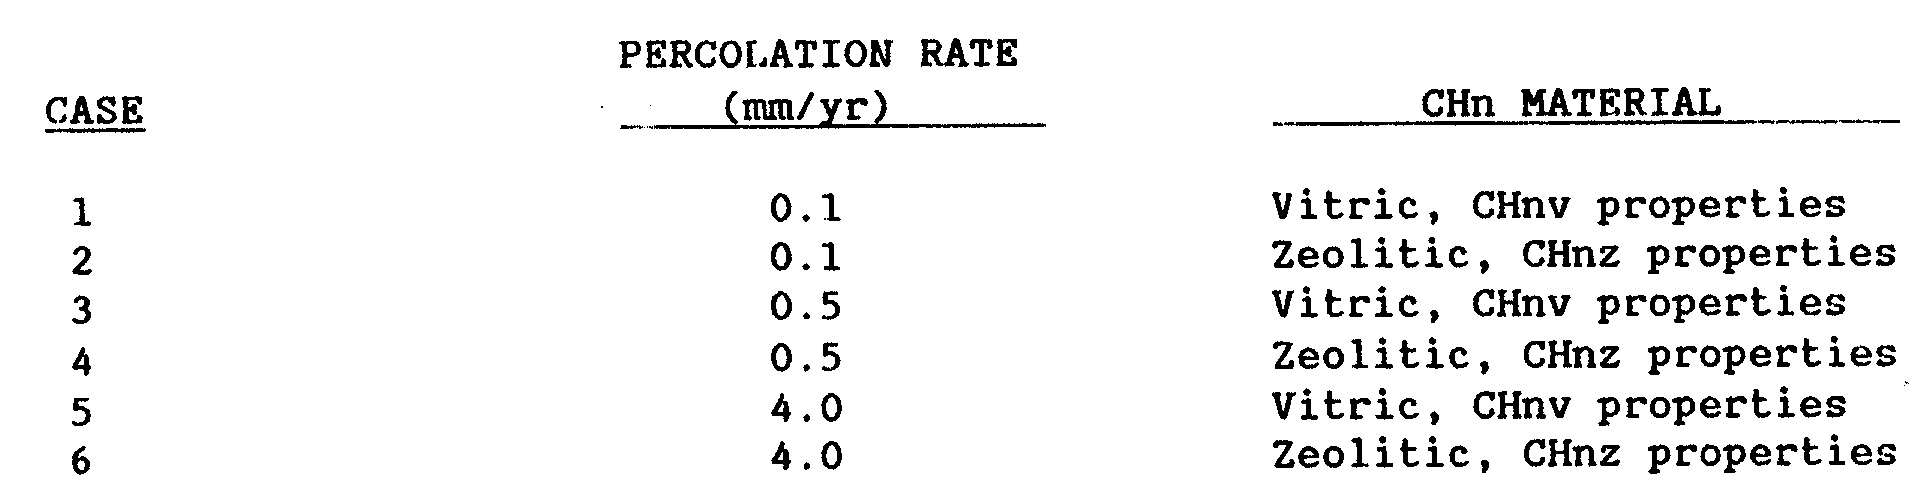 PERCOLATION RATE
CASE (mm/yr) CHn MATERIAL
1 0.1 Vitric, CHnv properties
2 0.1 Zeolitic, CHnz properties
3 0.5 Vitric, CHnv properties
4 0.5 Zeolitic, CHnz properties
5 4.0 Vitric, CHnv properties
6 4.0 Zeolitic, CHnz properties